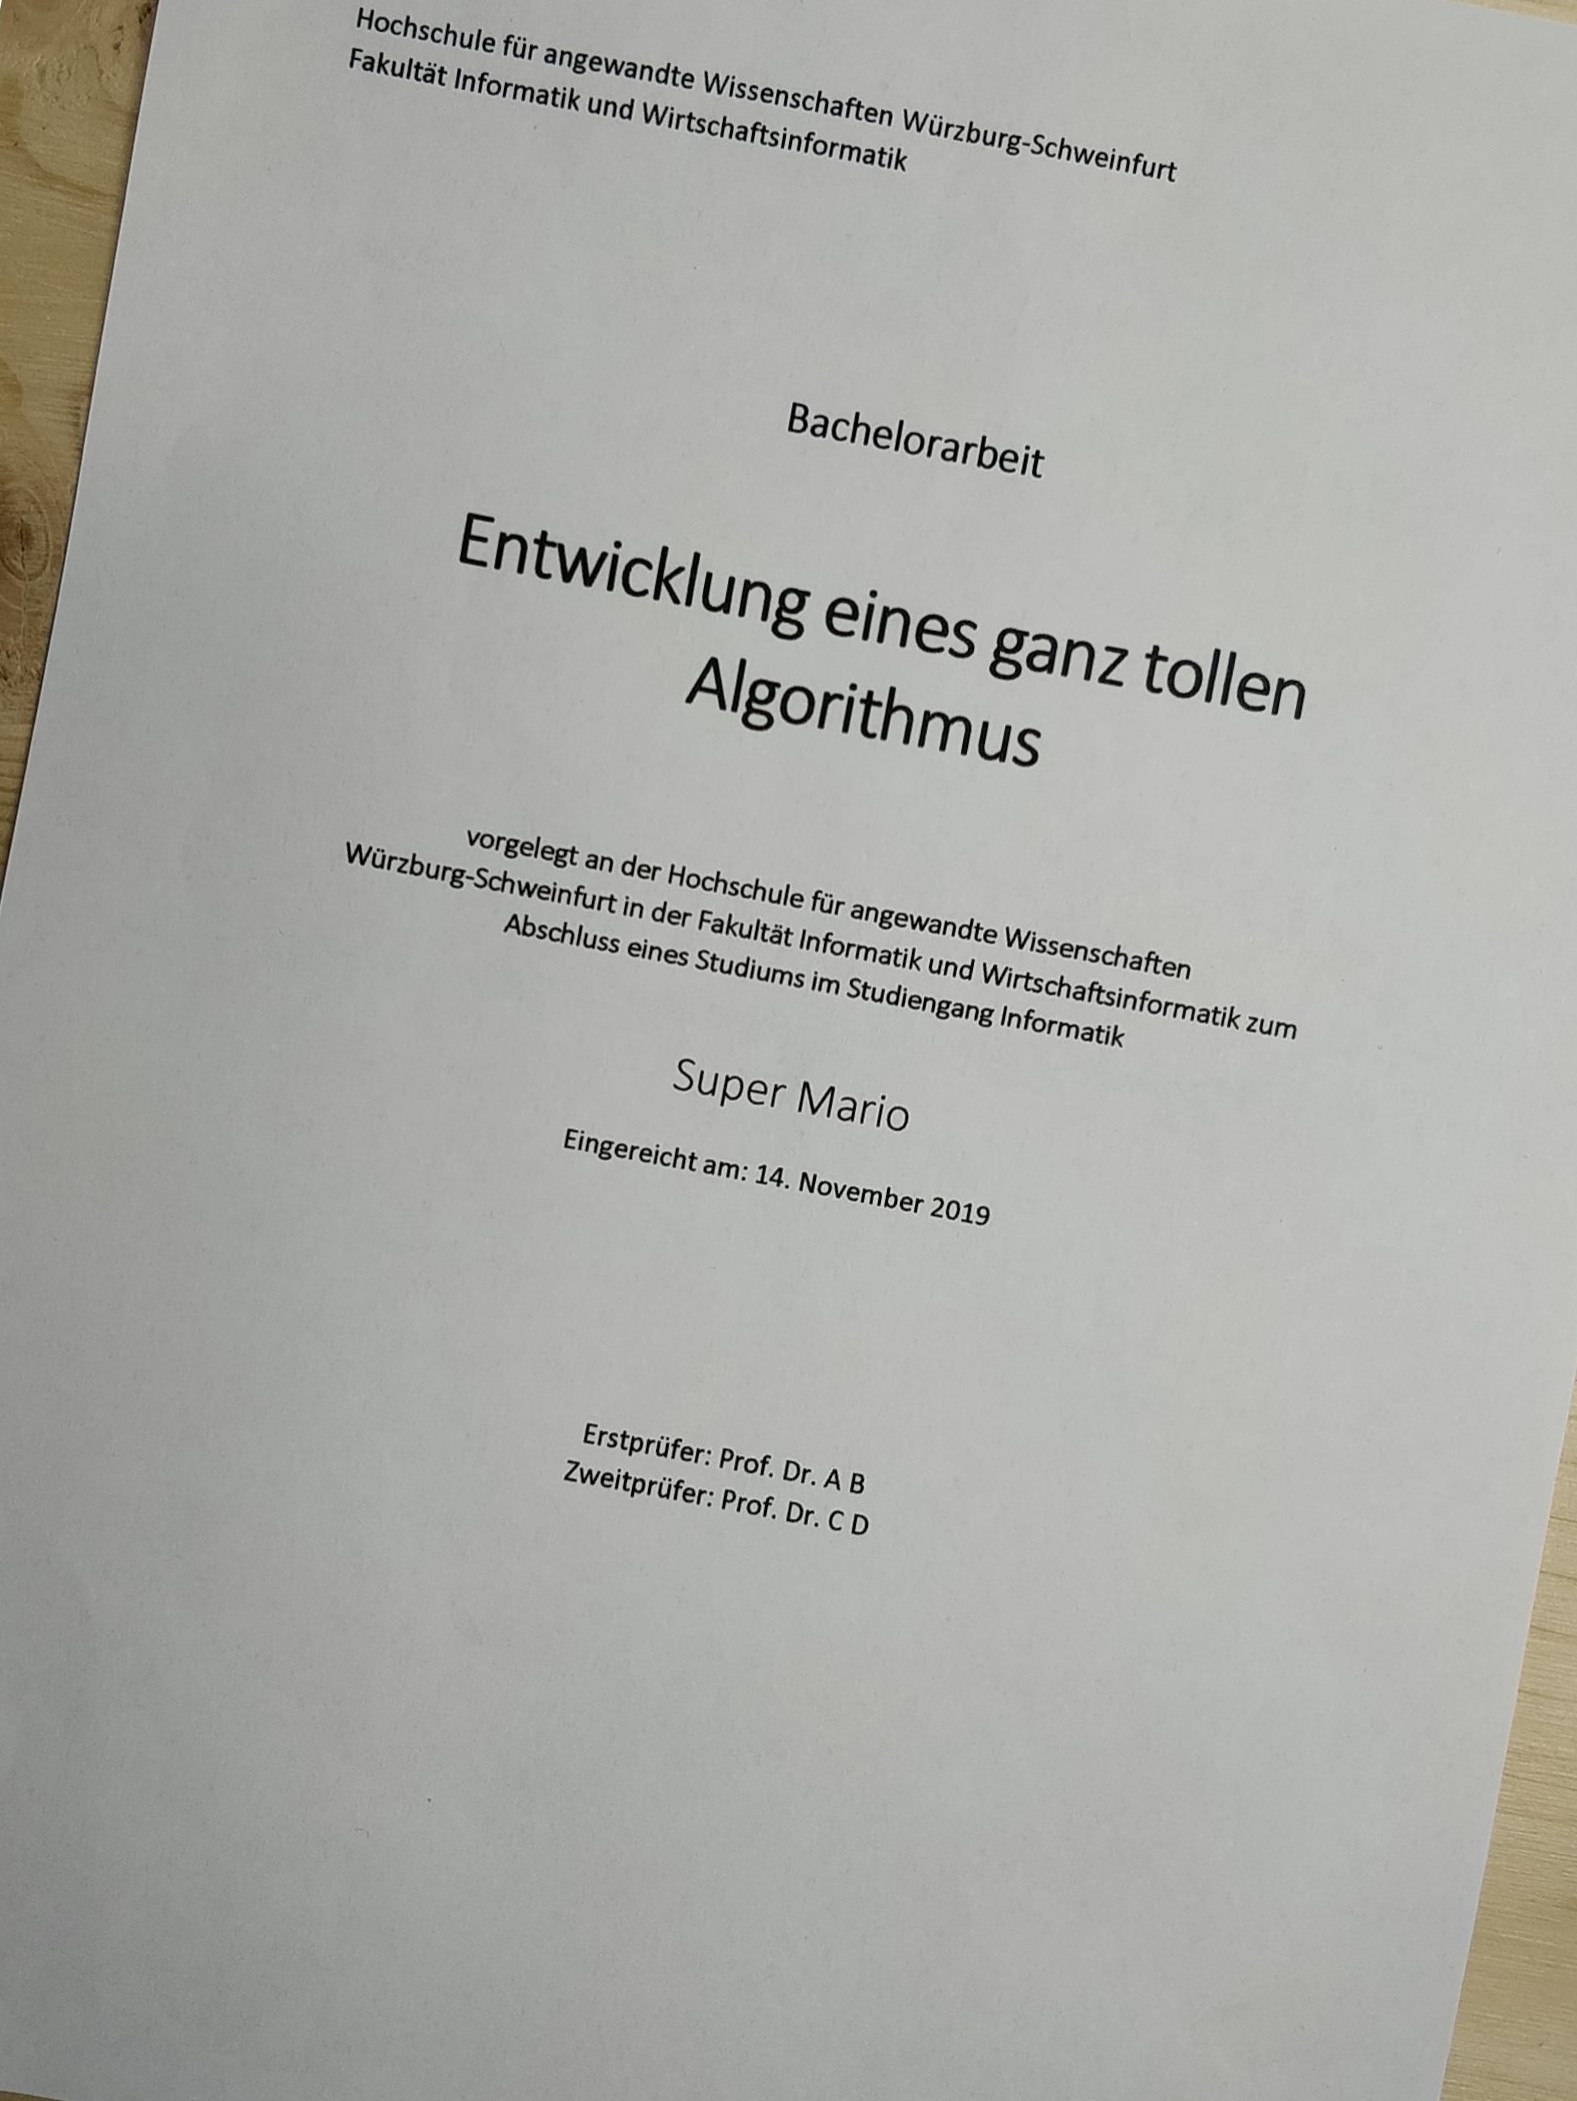 Hochschule für angewandte Wissenschaften Würzburg-Schweinfurt
Fakultät Informatik und Wirtschaftsinformatik
Bachelorarbeit
Entwicklung eines ganz tollen
Algorithmus
vorgelegt an der Hochschule für angewandte Wissenschaften
Würzburg-Schweinfurt in der Fakultät Informatik und Wirtschaftsinformatik zum
Abschluss eines Studiums im Studiengang Informatik
Super Mario
Eingereicht am: 14. November 2019
Erstprüfer: Prof. Dr. A B
Zweitprüfer: Prof. Dr. C D